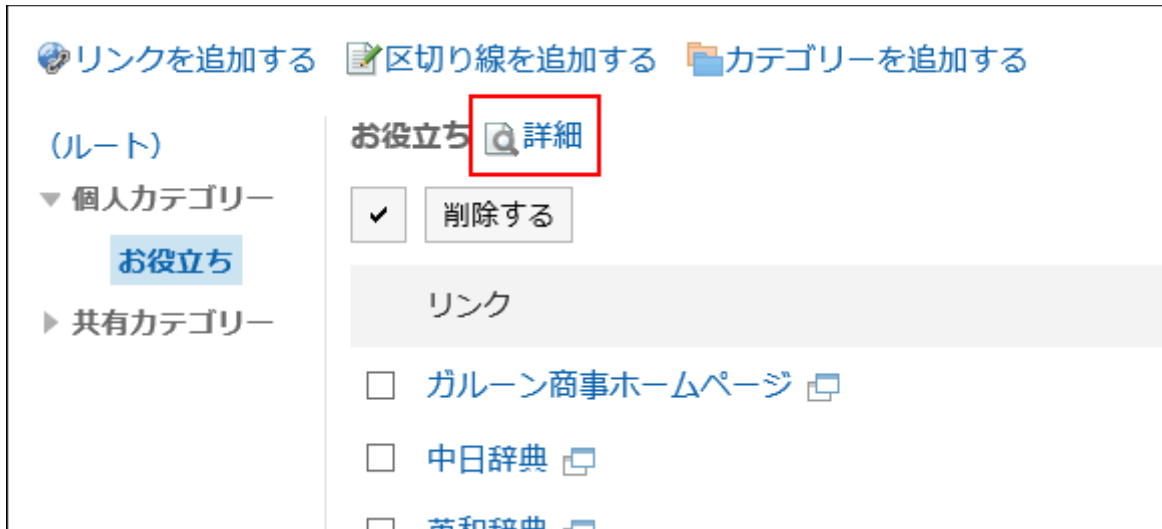 リンクを追加する 区切り線を追加する カテゴリーを追加する
(ルート)
個人カテゴリー
お役立ち
共有カテゴリー
お役立ち 詳細
削除する
リンク
ガルーン商事ホームページ
中日辞典
英和辞典